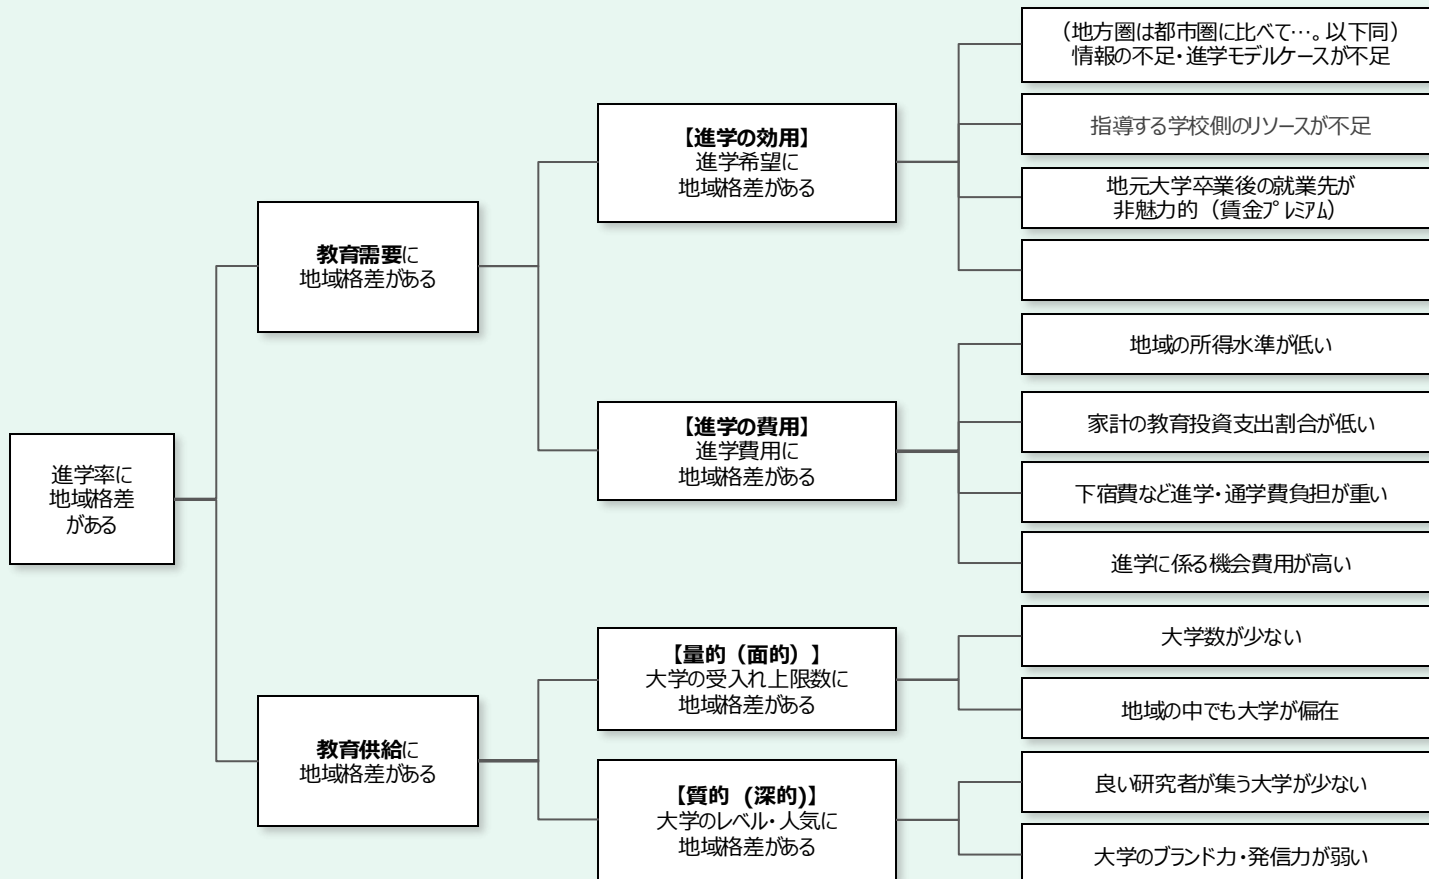 進学率に
地域格差
がある
教育需要に
地域格差がある
【進学の効用】
進学希望に
地域格差がある
（地方圏は都市圏に比べて…。以下同）
情報の不足・進学モデルケースが不足
指導する学校側のリソースが不足
地元大学卒業後の就業先が
非魅力的（賃金プレミアム）
【進学の費用】
進学費用に
地域格差がある
地域の所得水準が低い
家計の教育投資支出割合が低い
下宿費など進学・通学費負担が重い
進学に係る機会費用が高い
教育供給に
地域格差がある
【量的（面的）】
大学の受入れ上限数に
地域格差がある
大学数が少ない
地域の中でも大学が偏在
【質的（深的)】
大学のレベル・人気に
地域格差がある
良い研究者が集う大学が少ない
大学のブランド力・発信力が弱い